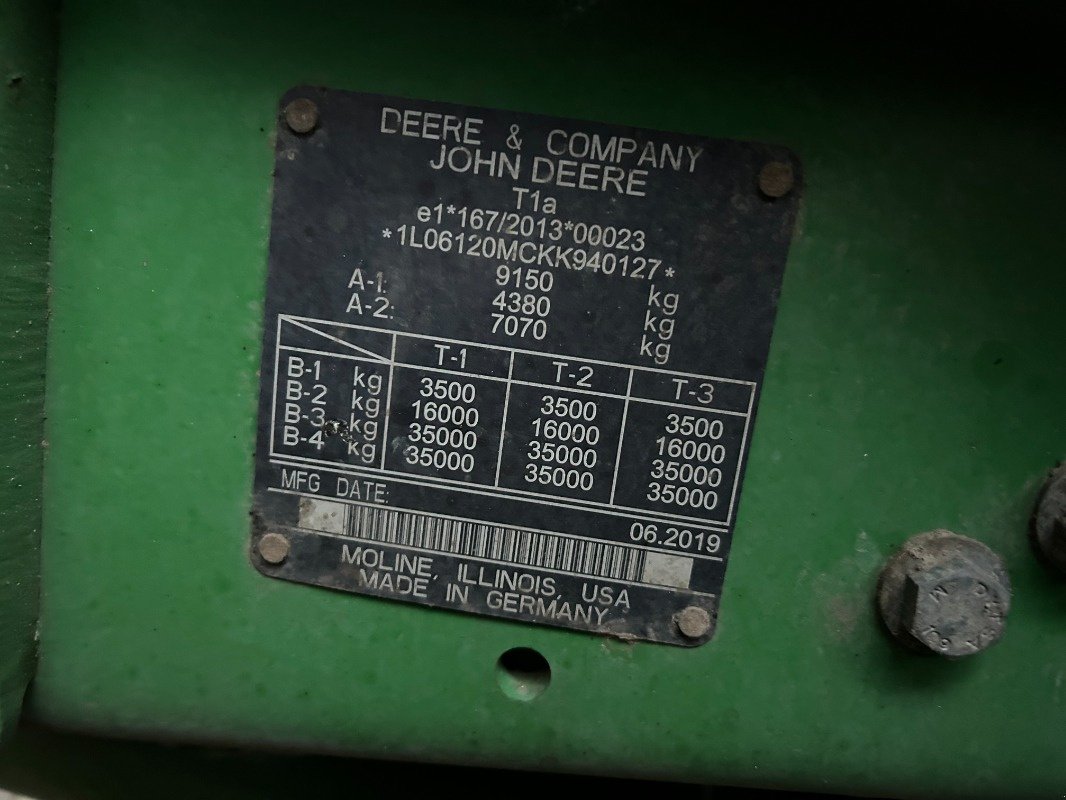 DEERE & COMPANY
JOHN DEERE
T1a
e1*167/2013*00023
*1L06120MCKK940127*
9150 kg
A-1: 4380 kg
A-2: 7070 kg
T-1 T-2 T-3
B-1 kg 3500 3500 3500
B-2 kg 16000 16000 16000
B-3 kg 35000 35000 35000
B-4 kg 35000 35000 35000
MFG DATE: 06.2019
MOLINE, ILLINOIS, USA
MADE IN GERMANY